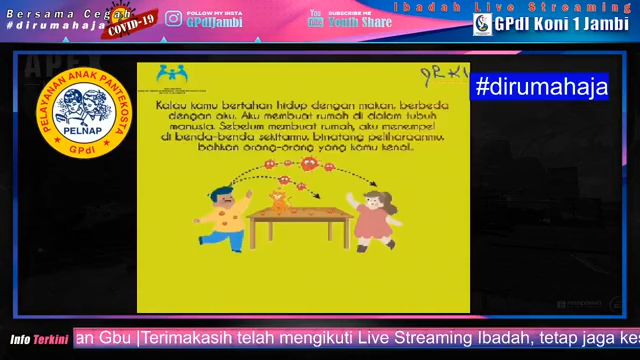 Bersama Cegah
#dirumahaja
COVID-19
FOLLOW MY INSTA
GPdIJambi
You
Tube
SUBSCRIBE ME
Youth Share
Ibadah Live Streaming
GPdI Koni 1 Jambi
#dirumahaja
PELAYANAN ANAK PANTEKOSTA
PELNAP
GPdI
Kalau kamu bertahan hidup dengan makan, berbeda
dengan aku. Aku membuat rumah di dalam tubuh
manusia. Sebelum membuat rumah, aku menempel
di benda-benda sekitarmu, binatang peliharaanmu,
bahkan orang-orang yang kamu kenal..
Info Terkini
an Gbu |Terimakasih telah mengikuti Live Streaming Ibadah, tetap jaga ke